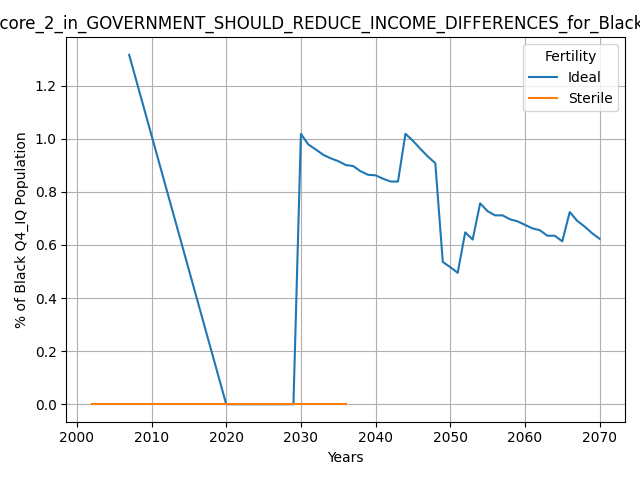 core_2_in_GOVERNMENT_SHOULD_REDUCE_INCOME_DIFFERENCES_for_Black
Fertility
Ideal
Sterile
% of Black Q4_IQ Population
1.2
1.0
0.8
0.6
0.4
0.2
0.0
2000 2010 2020 2030 2040 2050 2060 2070
Years